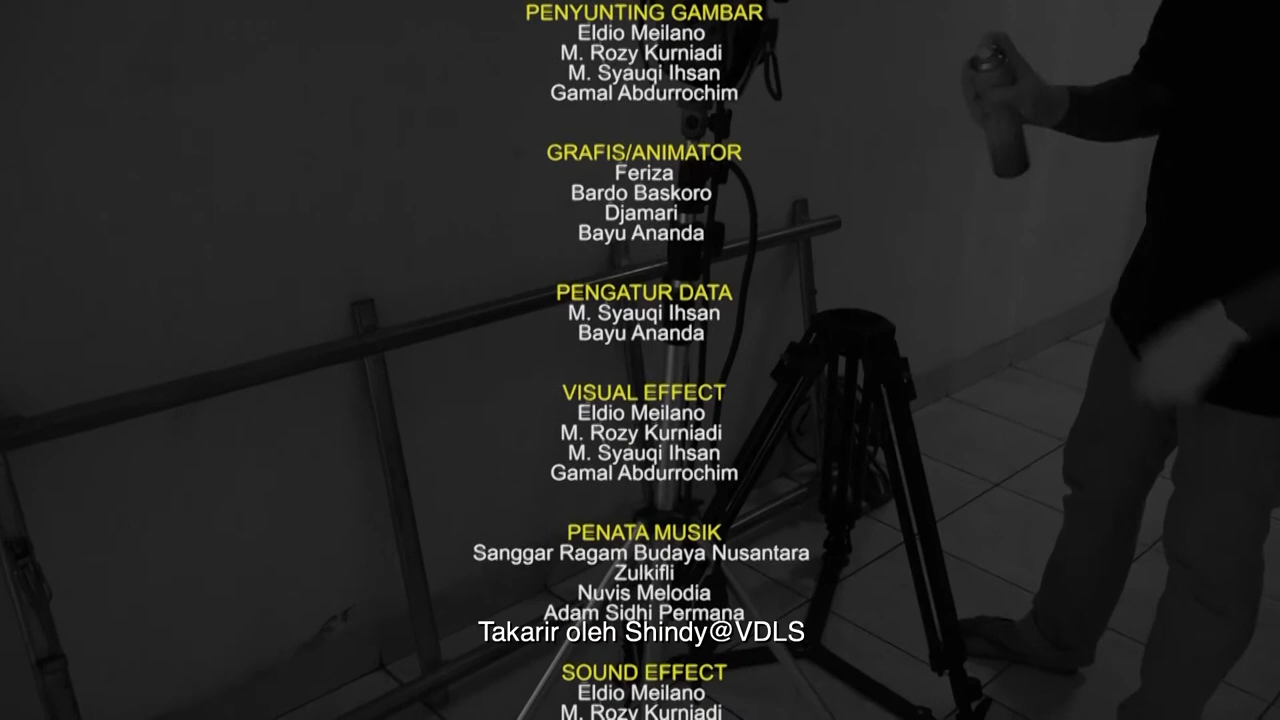 PENYUNTING GAMBAR
Eldio Meilano
M. Rozy Kurniadi
M. Syauqi Ihsan
Gamal Abdurrochim
GRAFIS/ANIMATOR
Feriza
Bardo Baskoro
Djamari
Bayu Ananda
PENGATUR DATA
M. Syauqi Ihsan
Bayu Ananda
VISUAL EFFECT
Eldio Meilano
M. Rozy Kurniadi
M. Syauqi Ihsan
Gamal Abdurrochim
PENATA MUSIK
Sanggar Ragam Budaya Nusantara
Zulkifli
Nuvis Melodia
Adam Sidhi Permana
Takarir oleh Shindy@VDLS
SOUND EFFECT
Eldio Meilano
M. Rozy Kurniadi